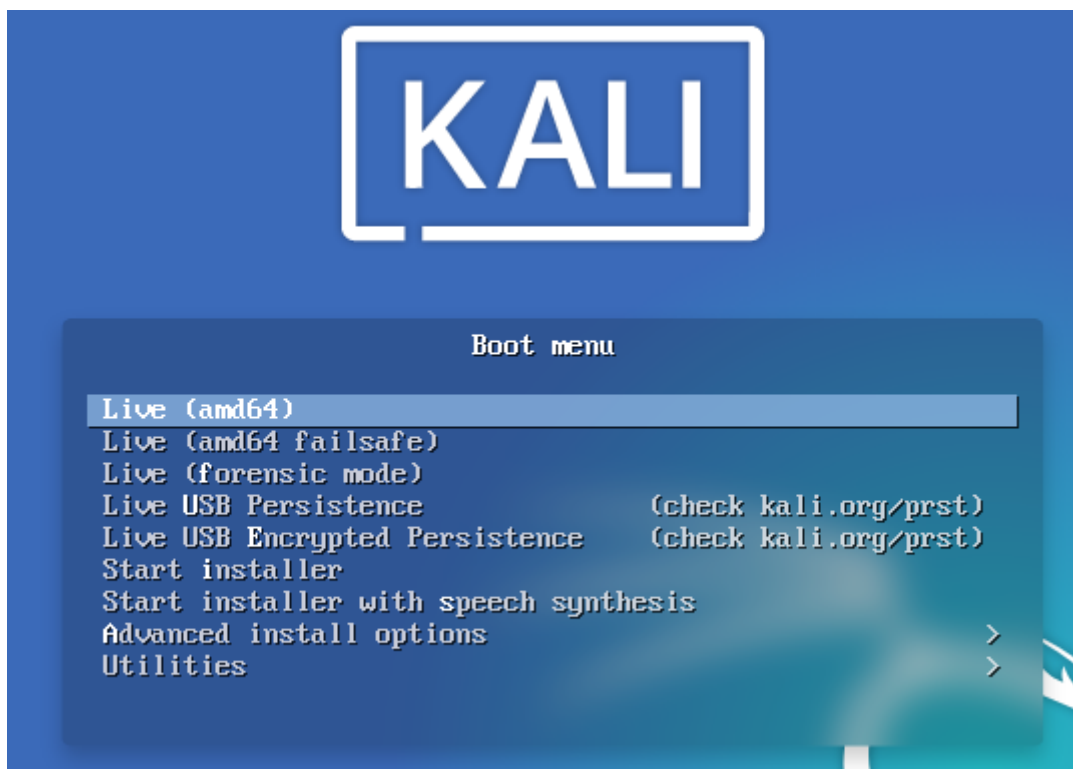 KALI
Boot menu
Live (amd64)
Live (amd64 failsafe)
Live (forensic mode)
Live USB Persistence (check kali.org/prst)
Live USB Encrypted Persistence (check kali.org/prst)
Start installer
Start installer with speech synthesis
Advanced install options >
Utilities >